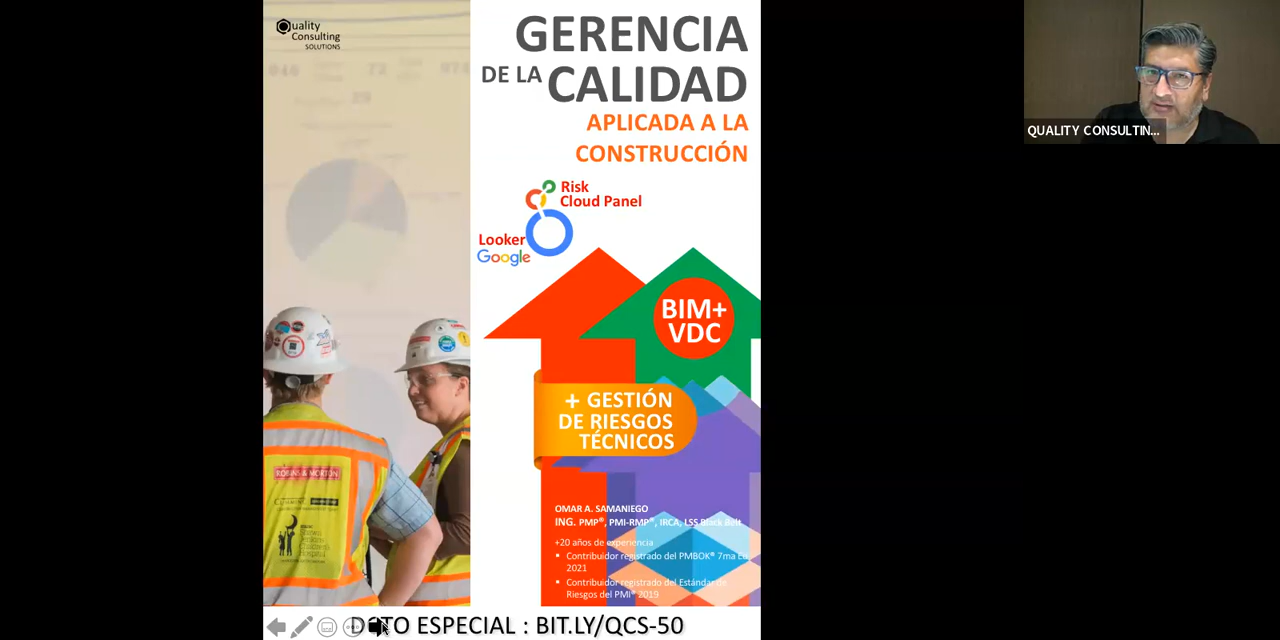 Quality
Consulting
SOLUTIONS
GERENCIA
DE LA CALIDAD
APLICADA A LA
CONSTRUCCIÓN
Risk
Cloud Panel
Looker
Google
BIM+
VDC
+ GESTIÓN
DE RIESGOS
TÉCNICOS
ROBINS & MORTON
OMAR A. SAMANIEGO
ING. PMP®, PMI-RMP®, IRCA, LSS Black Belt
+20 años de experiencia
Contribuidor registrado del PMBOK® 7ma Ed
2021
Contribuidor registrado del Estándar de
Riesgos del PMI® 2019
ESPECIAL : BIT.LY/QCS-50
QUALITY CONSULTIN...